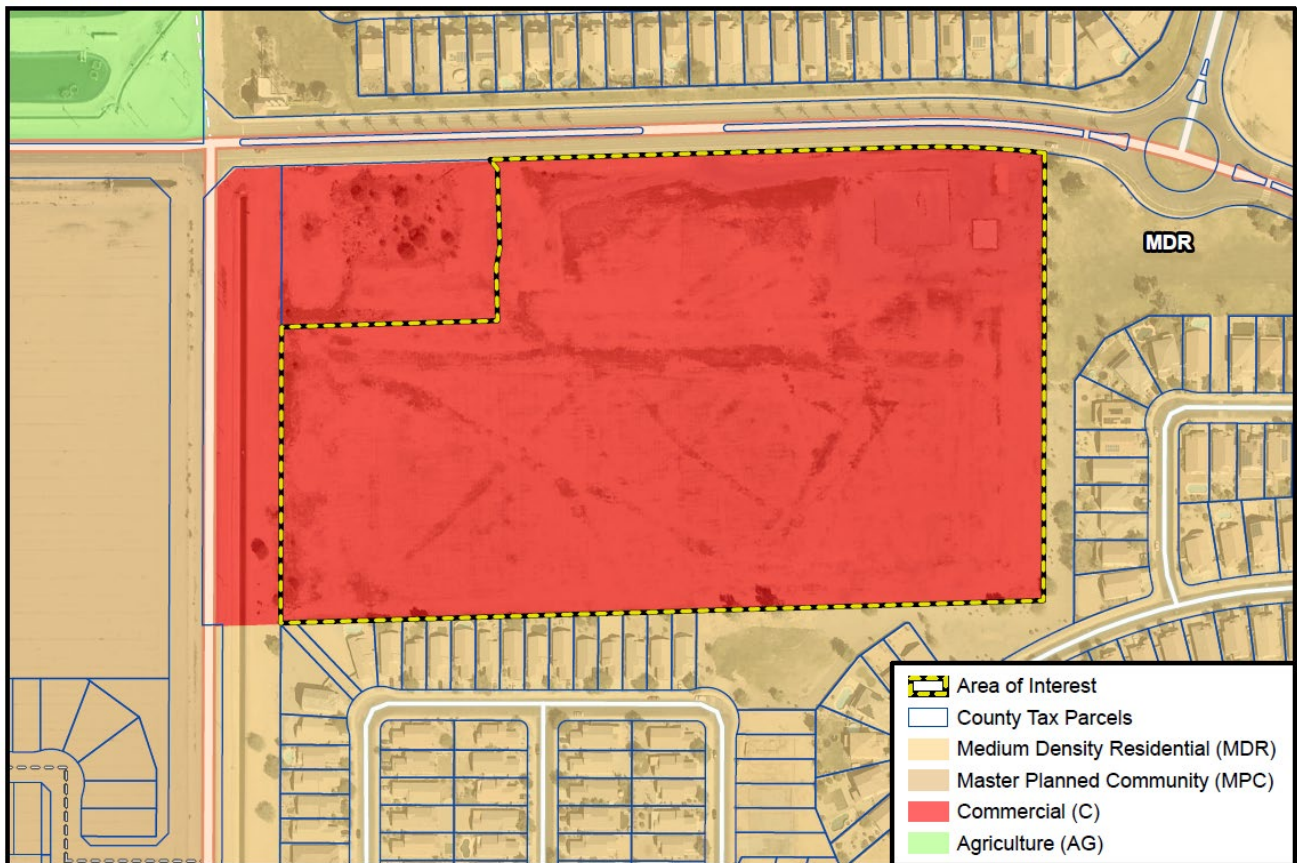 MDR
Area of Interest
County Tax Parcels
Medium Density Residential (MDR)
Master Planned Community (MPC)
Commercial (C)
Agriculture (AG)